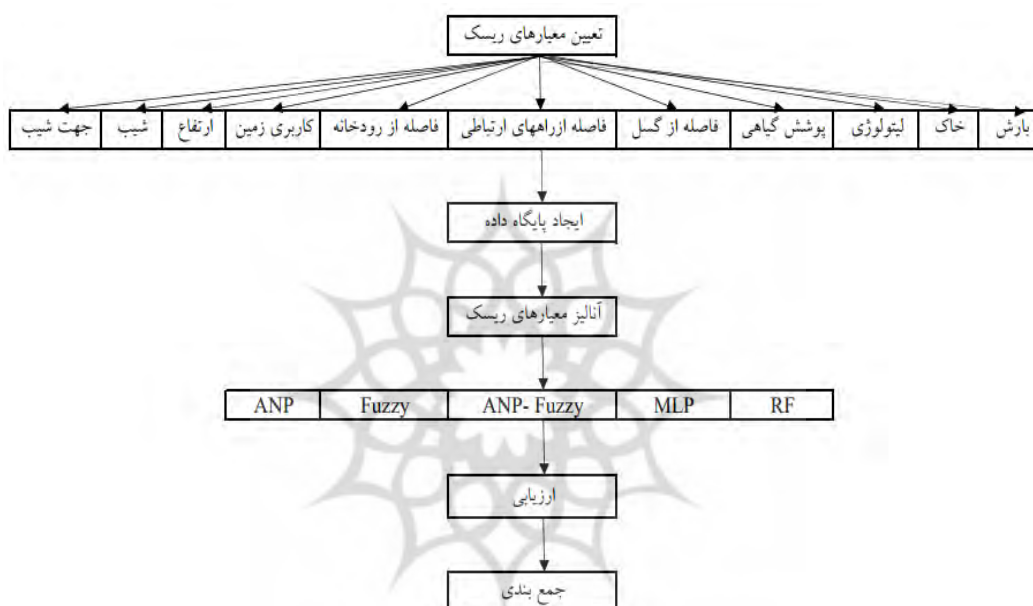 تعیین معیارهای ریسک
بارش
خاک
لیتولوژی
پوشش گیاهی
فاصله از گسل
فاصله ازراههای ارتباطی
فاصله از رودخانه
کاربری زمین
ارتفاع
شیب
جهت شیب
ایجاد پایگاه داده
آنالیز معیارهای ریسک
ANP
Fuzzy
ANP- Fuzzy
MLP
RF
ارزیابی
جمع بندی